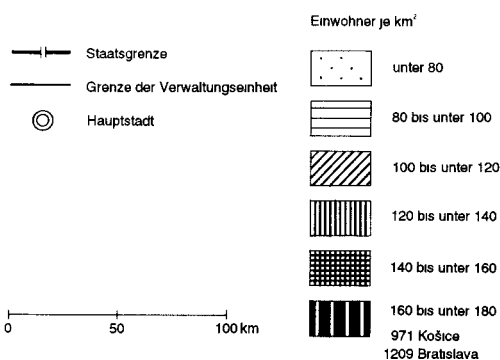 Einwohner je km²
Staatsgrenze
Grenze der Verwaltungseinheit
Hauptstadt
unter 80
80 bis unter 100
100 bis unter 120
120 bis unter 140
140 bis unter 160
160 bis unter 180
971 Košice
1209 Bratislava
0 50 100 km